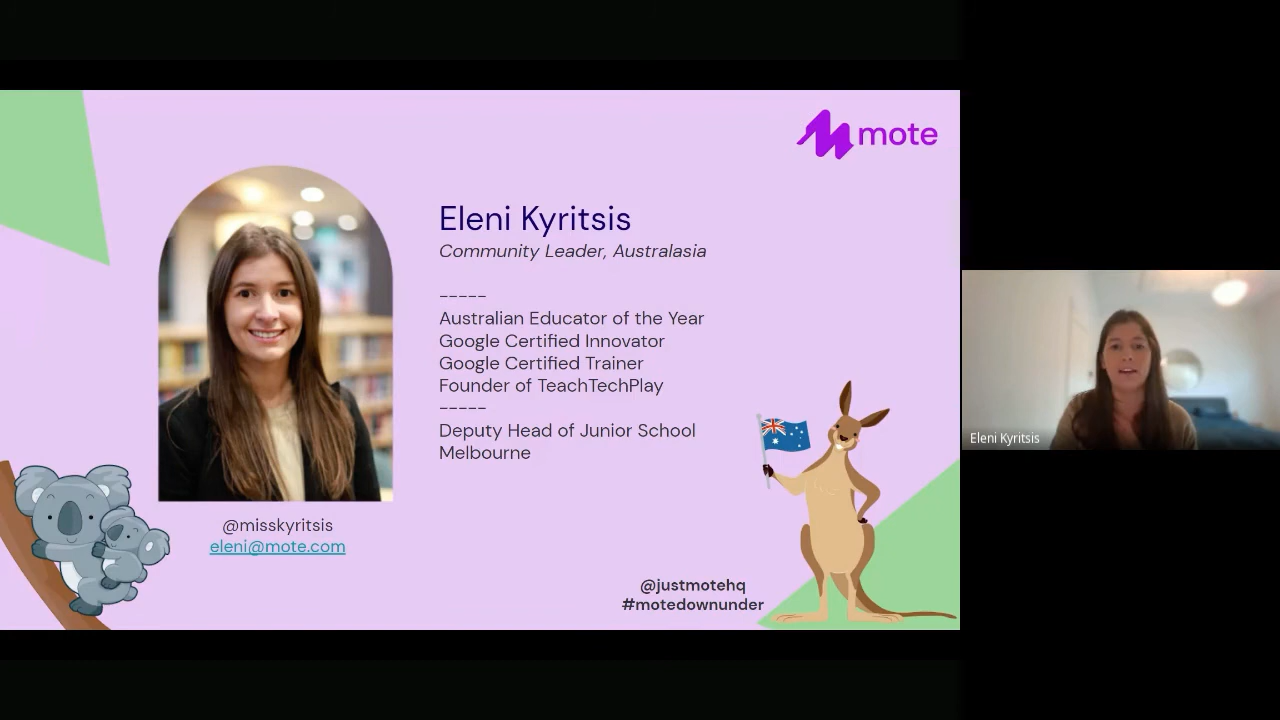 mote
Eleni Kyritsis
Community Leader, Australasia
-----
Australian Educator of the Year
Google Certified Innovator
Google Certified Trainer
Founder of TeachTechPlay
-----
Deputy Head of Junior School
Melbourne
@misskyritsis
eleni@mote.com
@justmotehq
#motedownunder
Eleni Kyritsis